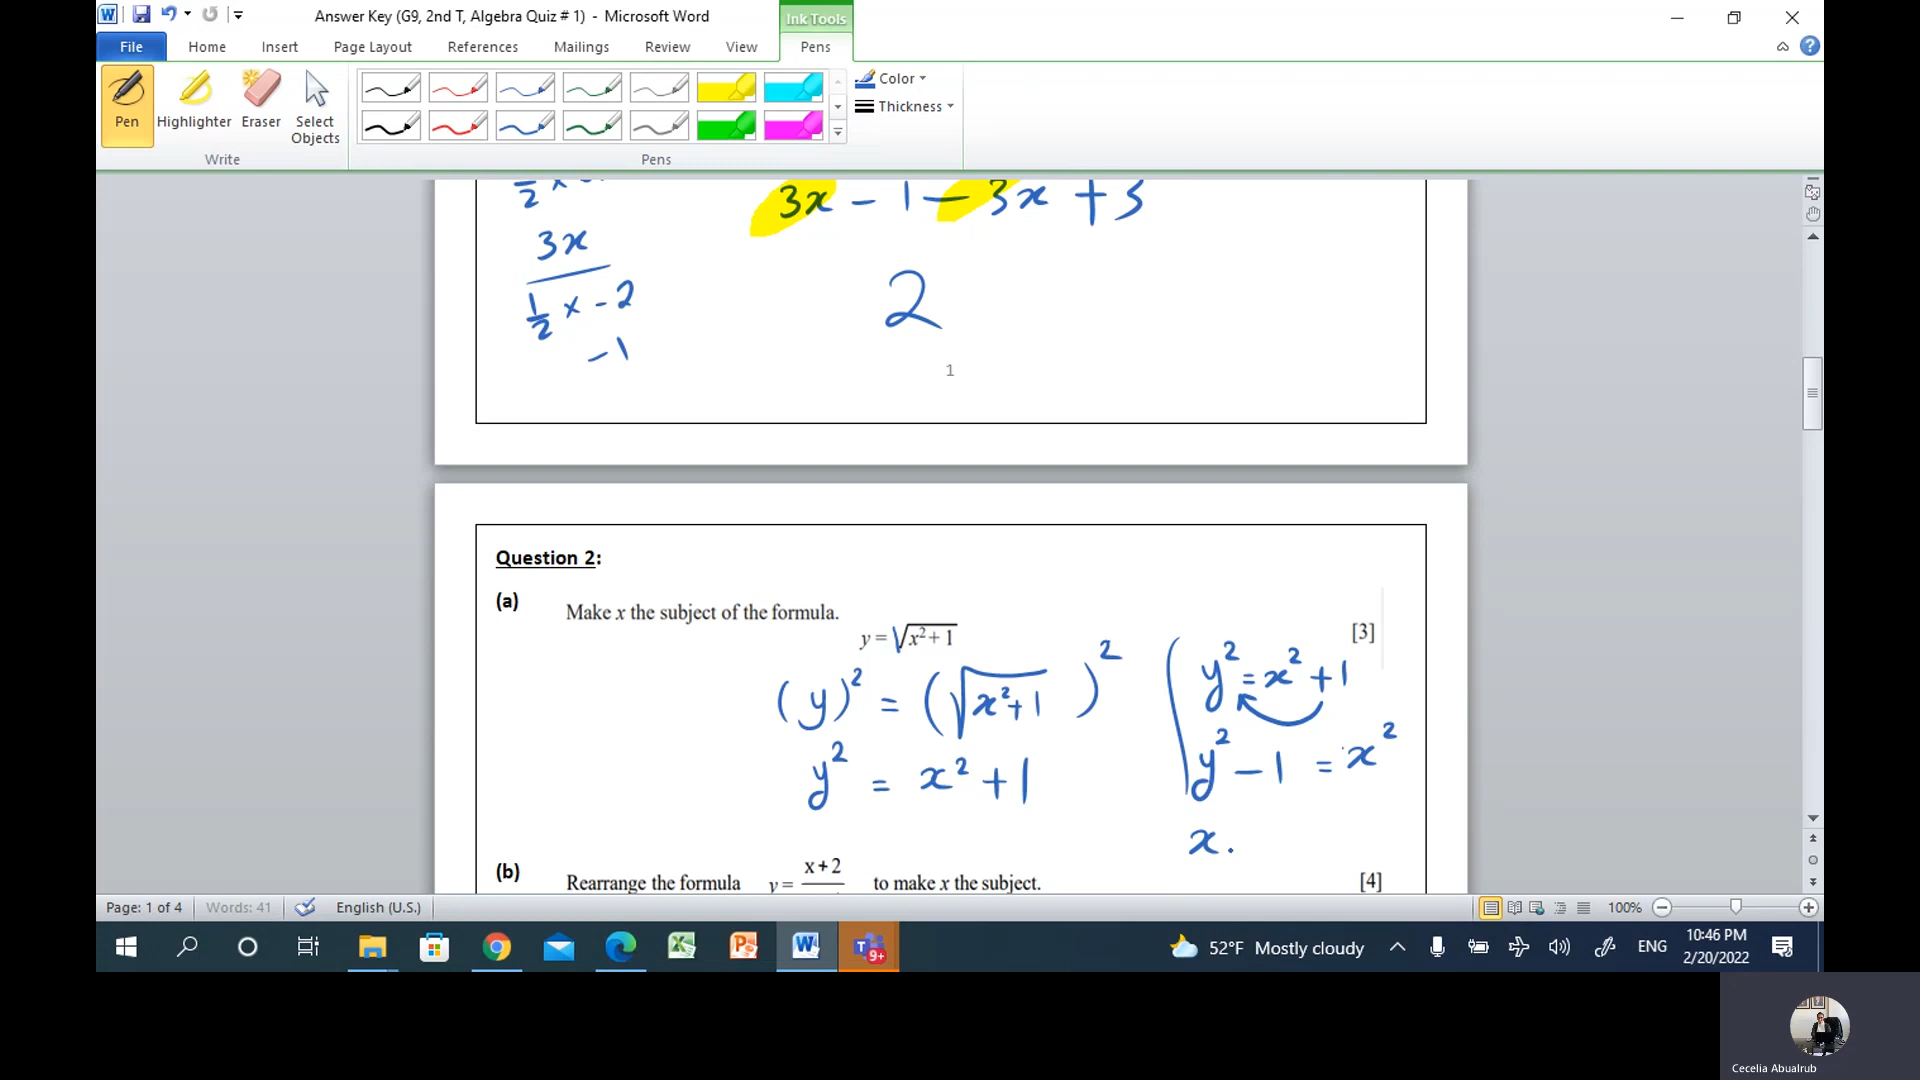 Answer Key (G9, 2nd T, Algebra Quiz # 1) - Microsoft Word
Ink Tools
File Home Insert Page Layout References Mailings Review View Pens
Pen Highlighter Eraser Select Objects
Color
Thickness
Write
Pens
3x - 1 - 3x + 3
3x
1/2 x - 2
- 1
2
1
Question 2:
(a)
Make x the subject of the formula.
y = √(x² + 1)
[3]
(y)² = (√(x² + 1))²
y² = x² + 1
y² = x² + 1
y² - 1 = x²
x.
(b)
Rearrange the formula y = x + 2 to make x the subject.
[4]
Page: 1 of 4 Words: 41 English (U.S.) 100%
9+
52°F Mostly cloudy
ENG
10:46 PM
2/20/2022
Cecelia Abualrub